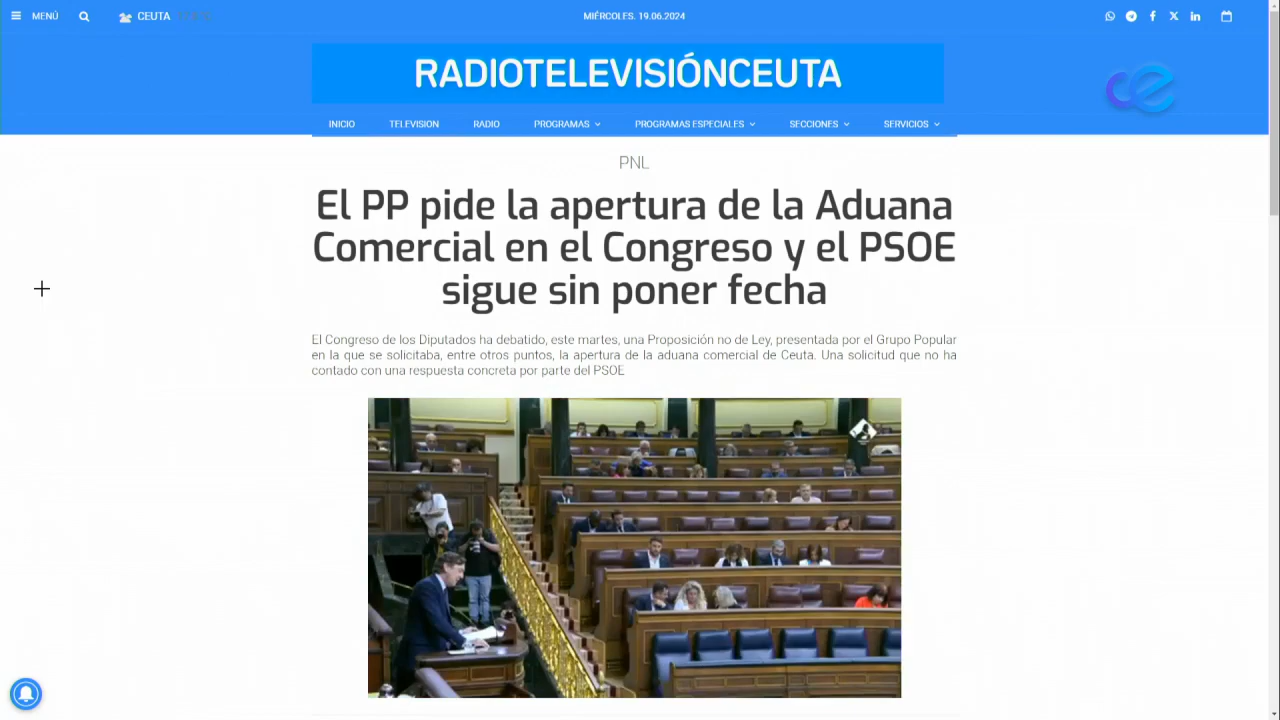 MENÚ
CEUTA
MIÉRCOLES. 19.06.2024
RADIOTELEVISIÓNCEUTA
ce
INICIO
TELEVISION
RADIO
PROGRAMAS
PROGRAMAS ESPECIALES
SECCIONES
SERVICIOS
PNL
El PP pide la apertura de la Aduana
Comercial en el Congreso y el PSOE
sigue sin poner fecha
El Congreso de los Diputados ha debatido, este martes, una Proposición no de Ley, presentada por el Grupo Popular
en la que se solicitaba, entre otros puntos, la apertura de la aduana comercial de Ceuta. Una solicitud que no ha
contado con una respuesta concreta por parte del PSOE